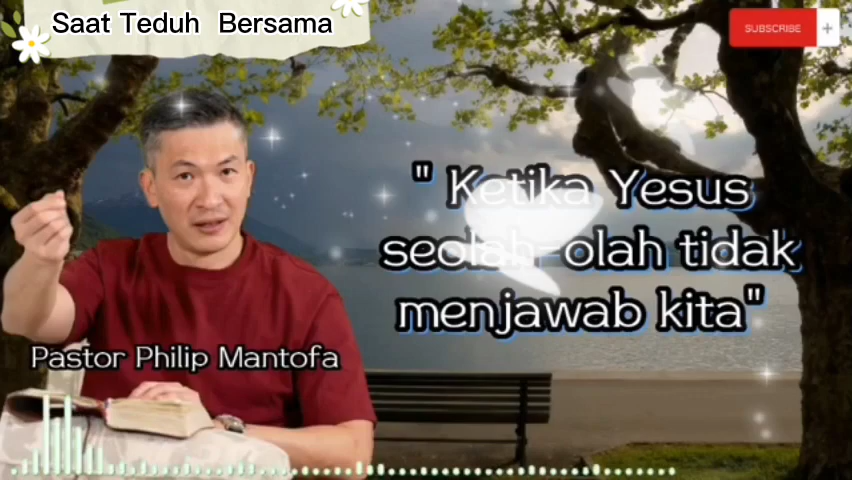 Saat Teduh Bersama
SUBSCRIBE
" Ketika Yesus
seolah-olah tidak
menjawab kita"
Pastor Philip Mantofa